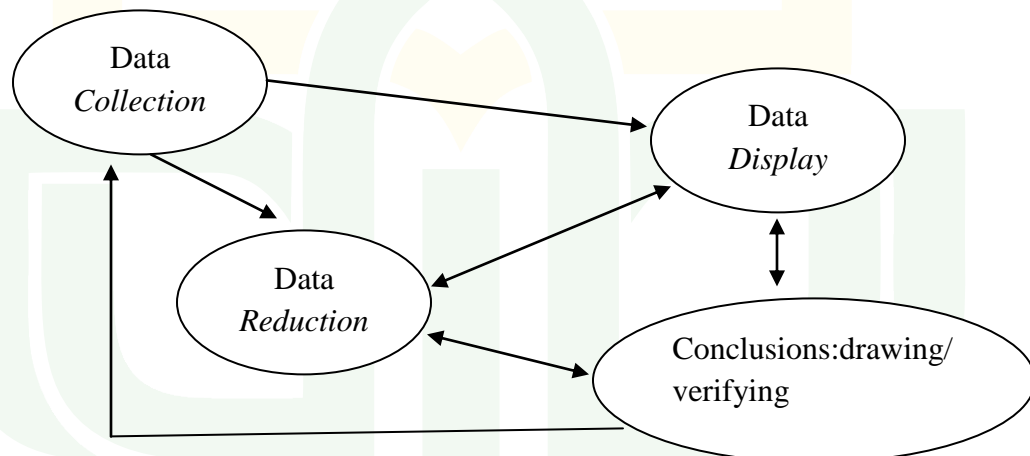 Data
Collection
Data
Display
Data
Reduction
Conclusions:drawing/
verifying